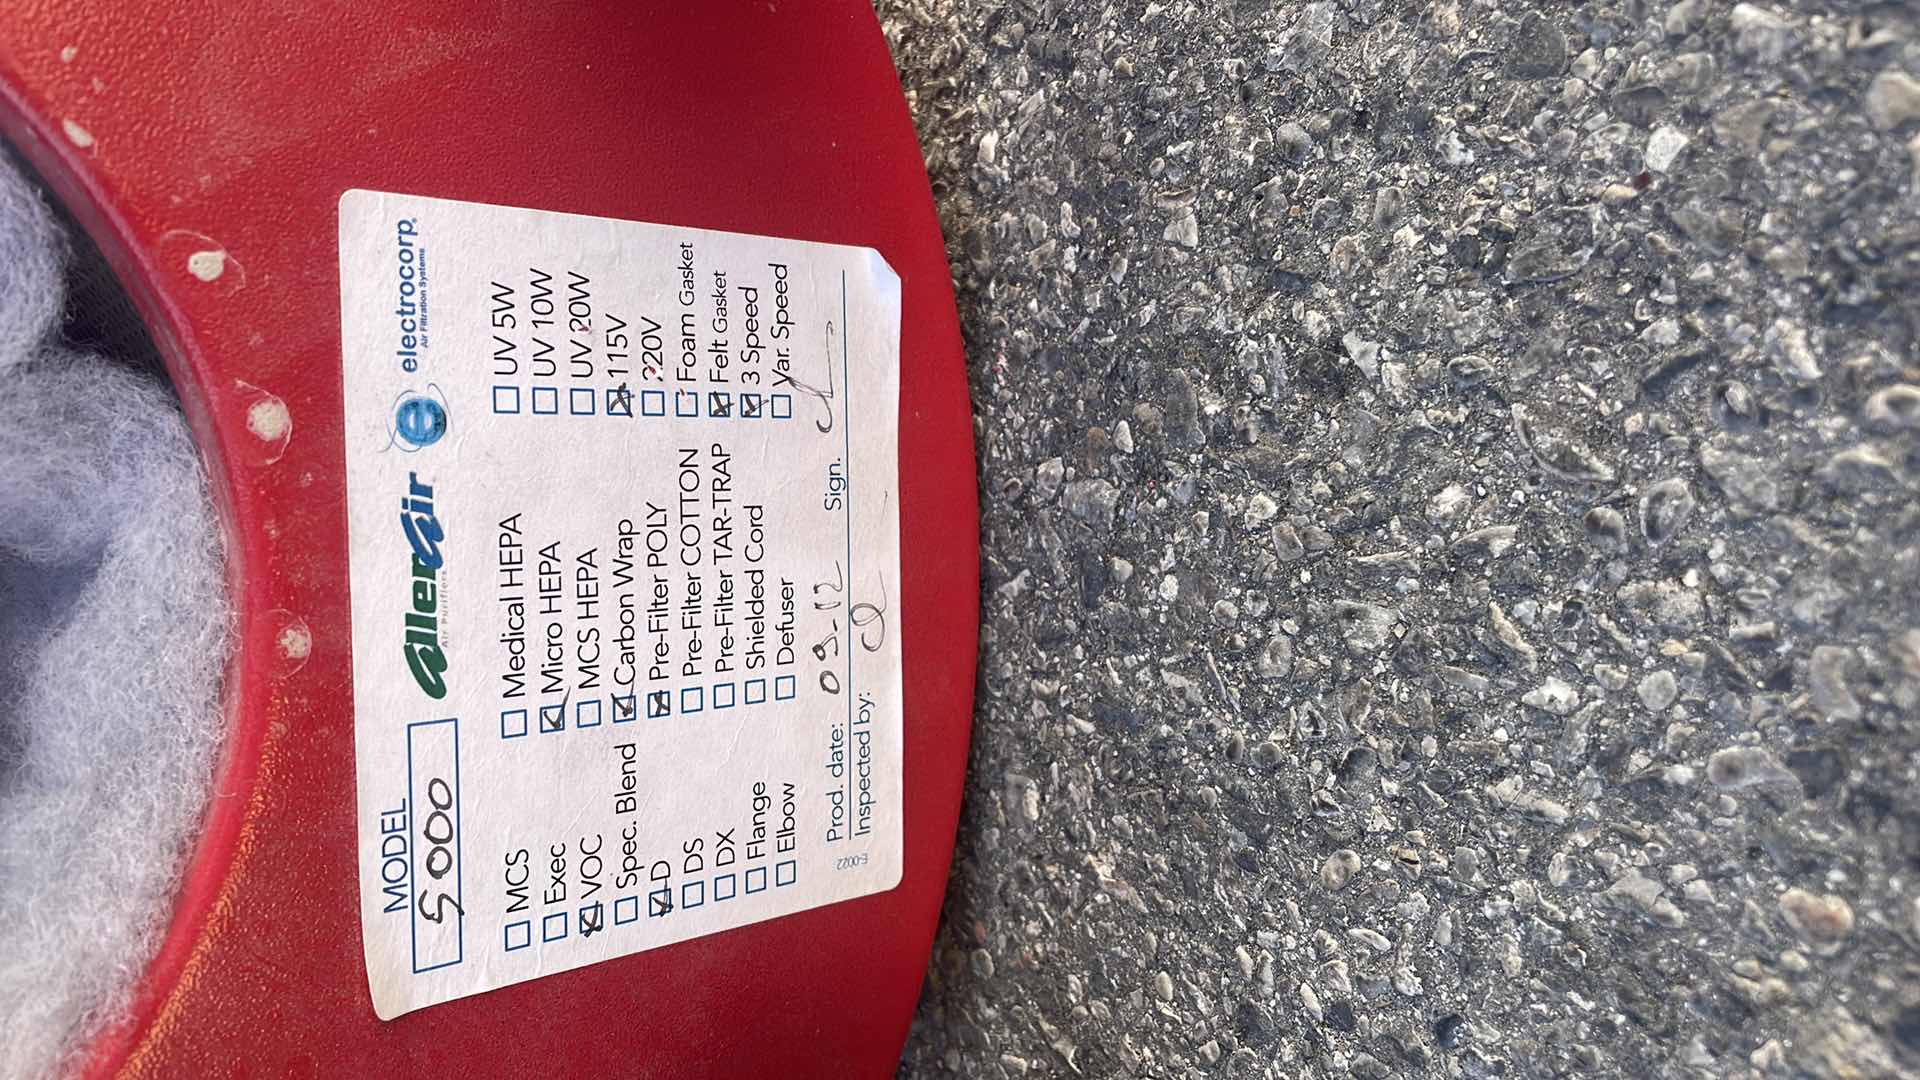 MODEL
5000
AllerAir
Air Purifiers
electrocorp
Air Filtration Systems
MCS
Exec
VOC
Spec. Blend
D
DS
DX
Flange
Elbow
Medical HEPA
Micro HEPA
MCS HEPA
Carbon Wrap
Pre-Filter POLY
Pre-Filter COTTON
Pre-Filter TAR-TRAP
Shielded Cord
Defuser
UV 5W
UV 10W
UV 20W
115V
220V
Foam Gasket
Felt Gasket
3 Speed
Var. Speed
Prod. date: 09-12 Sign.
E-0022 Inspected by: